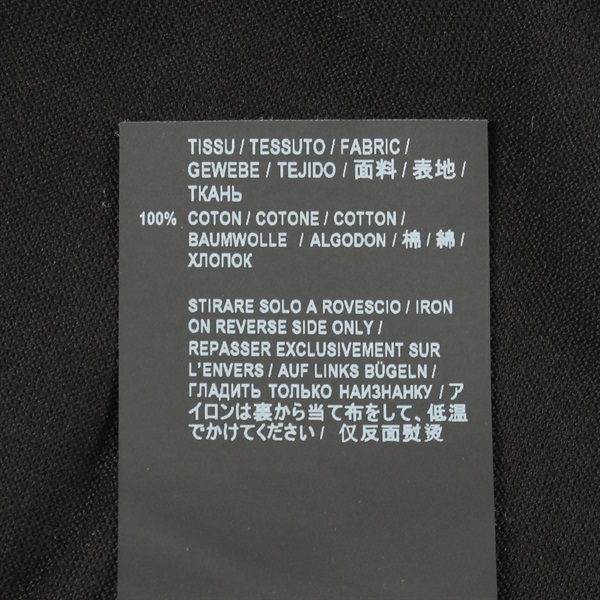 TISSU / TESSUTO / FABRIC /
GEWEBE / TEJIDO / 面料 / 表地 /
ТКАНЬ
100% COTON / COTONE / COTTON /
BAUMWOLLE / ALGODON / 棉 / 綿 /
ХЛОПОК
STIRARE SOLO A ROVESCIO / IRON
ON REVERSE SIDE ONLY /
REPASSER EXCLUSIVEMENT SUR
L'ENVERS / AUF LINKS BÜGELN /
ГЛАДИТЬ ТОЛЬКО НАИЗНАНКУ / ア
イロンは裏から当て布をして、低温
でかけてください / 仅反面熨烫